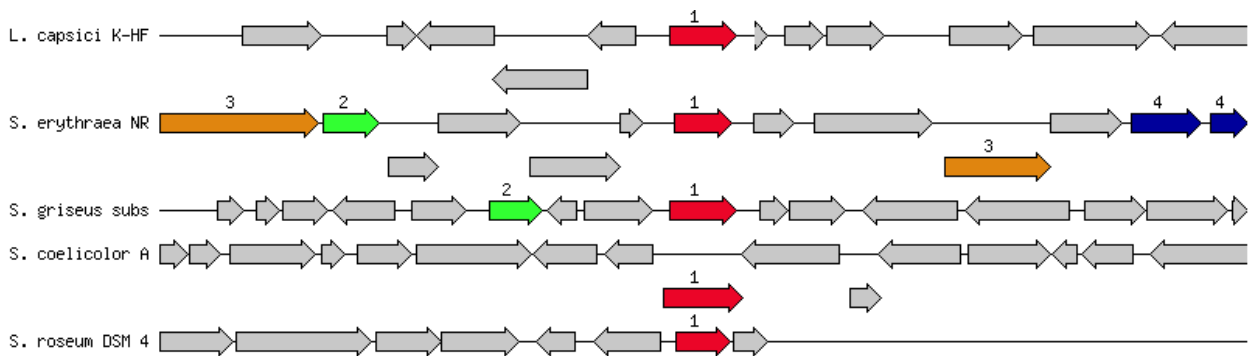 1
L. capsici K-HF
3 2 1 4 4
S. erythraea NR
3
2 1
S. griseus subs
S. coelicolor A
1
1
S. roseum DSM 4